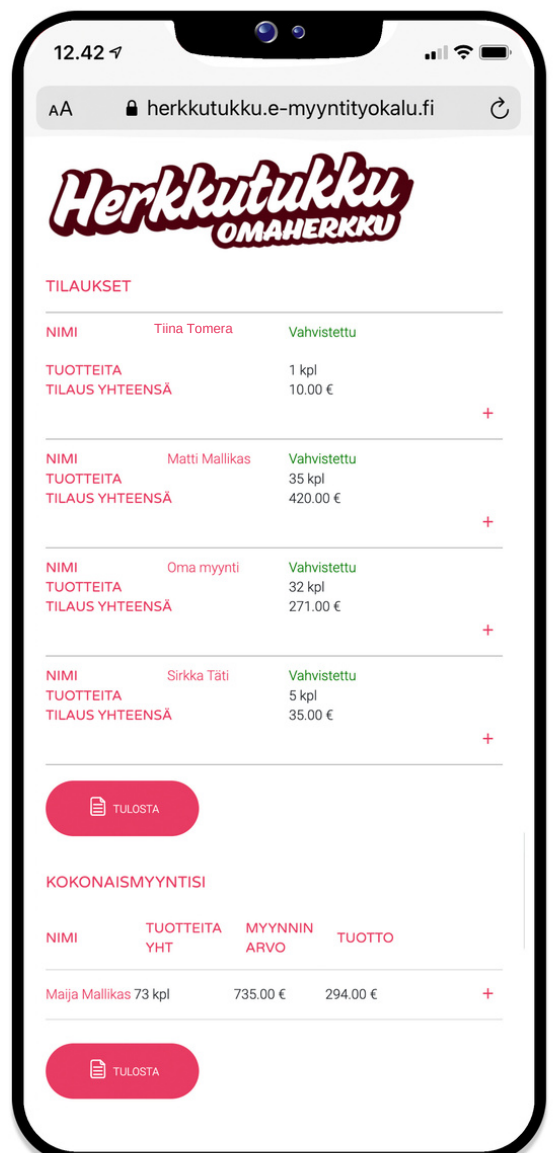 12.42
AA herkkutukku.e-myyntityokalu.fi
Herkkutukku
OMAHERKKU
TILAUKSET
NIMI Tiina Tomera Vahvistettu
TUOTTEITA 1 kpl
TILAUS YHTEENSÄ 10.00 €
+
NIMI Matti Mallikas Vahvistettu
TUOTTEITA 35 kpl
TILAUS YHTEENSÄ 420.00 €
+
NIMI Oma myynti Vahvistettu
TUOTTEITA 32 kpl
TILAUS YHTEENSÄ 271.00 €
+
NIMI Sirkka Täti Vahvistettu
TUOTTEITA 5 kpl
TILAUS YHTEENSÄ 35.00 €
+
TULOSTA
KOKONAISMYYNTISI
NIMI TUOTTEITA YHT MYYNNIN ARVO TUOTTO
Maija Mallikas 73 kpl 735.00 € 294.00 € +
TULOSTA